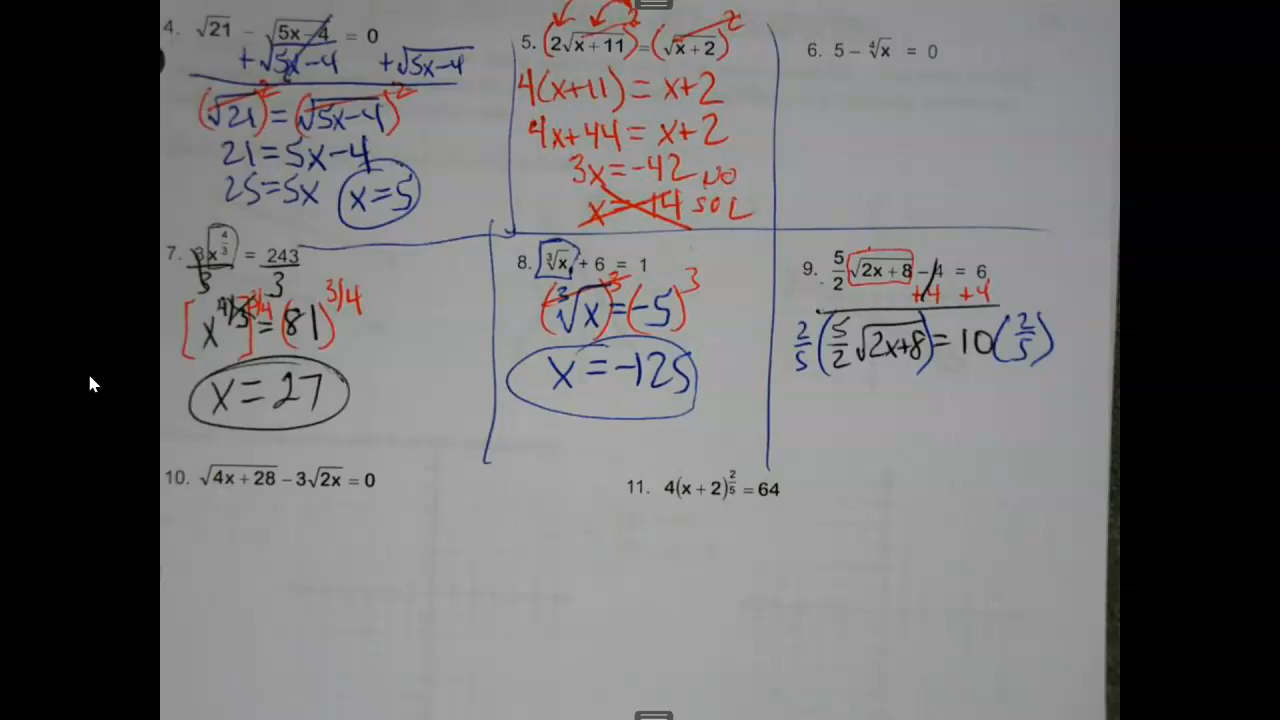 4. √21 - √5x-4 = 0
+√5x-4 +√5x-4
(√21)² = (√5x-4)²
21 = 5x-4
25 = 5x x = 5
5. (2√x+11)² = (√x+2)²
4(x+11) = x+2
4x+44 = x+2
3x = -42 NO
x = -14 SOL
6. 5 - ∜x = 0
7. 3x^(4/3) = 243
3 3
[x^(4/3)]^(3/4) = (81)^(3/4)
x = 27
8. ∛x + 6 = 1
(∛x)³ = (-5)³
x = -125
9. 5/2 √2x+8 - 4 = 6
+4 +4
2/5 (5/2 √2x+8) = 10 (2/5)
10. √4x+28 - 3√2x = 0
11. 4(x+2)^(2/5) = 64